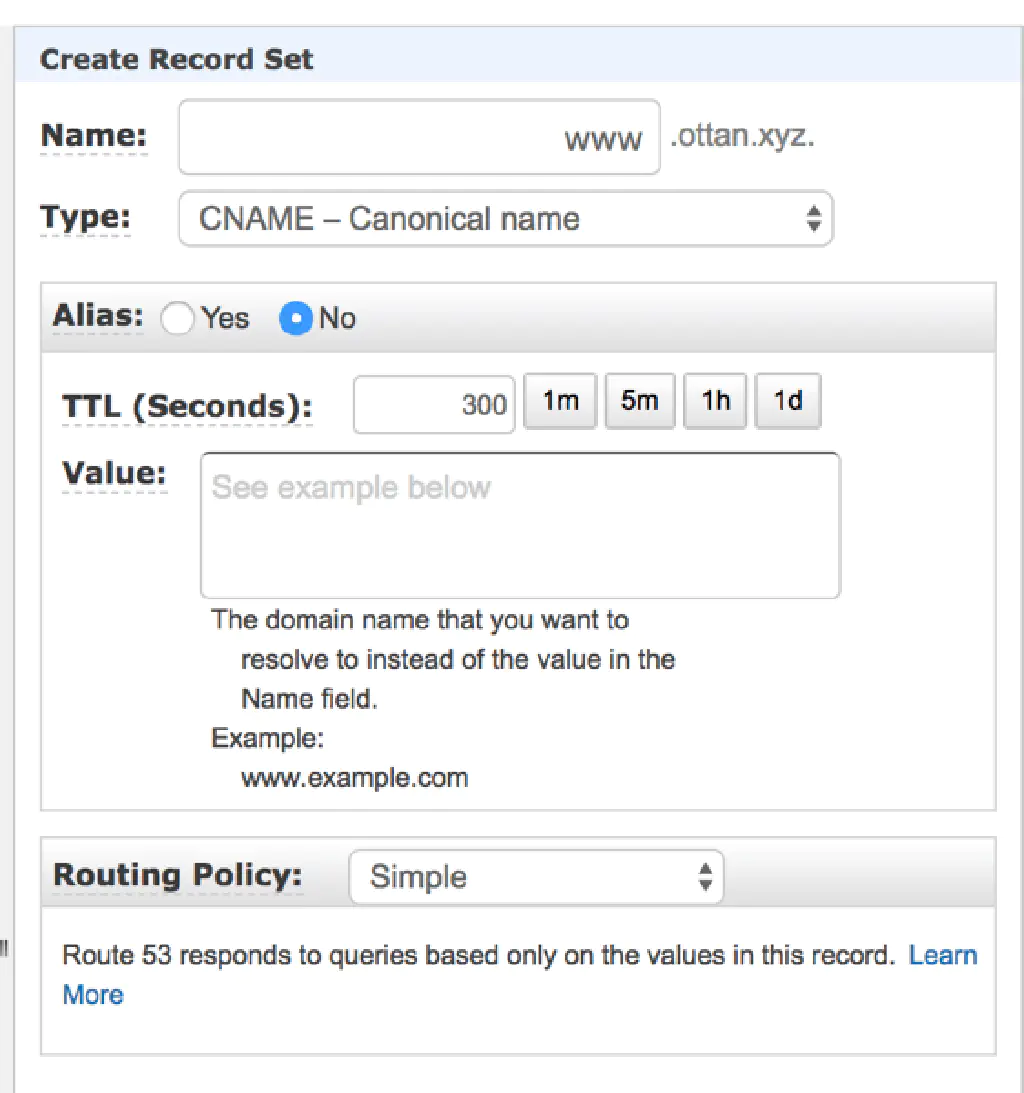 Create Record Set
Name: www .ottan.xyz.
Type: CNAME – Canonical name
Alias: Yes No
TTL (Seconds): 300 1m 5m 1h 1d
Value: See example below
The domain name that you want to
resolve to instead of the value in the
Name field.
Example:
www.example.com
Routing Policy: Simple
Route 53 responds to queries based only on the values in this record. Learn
More